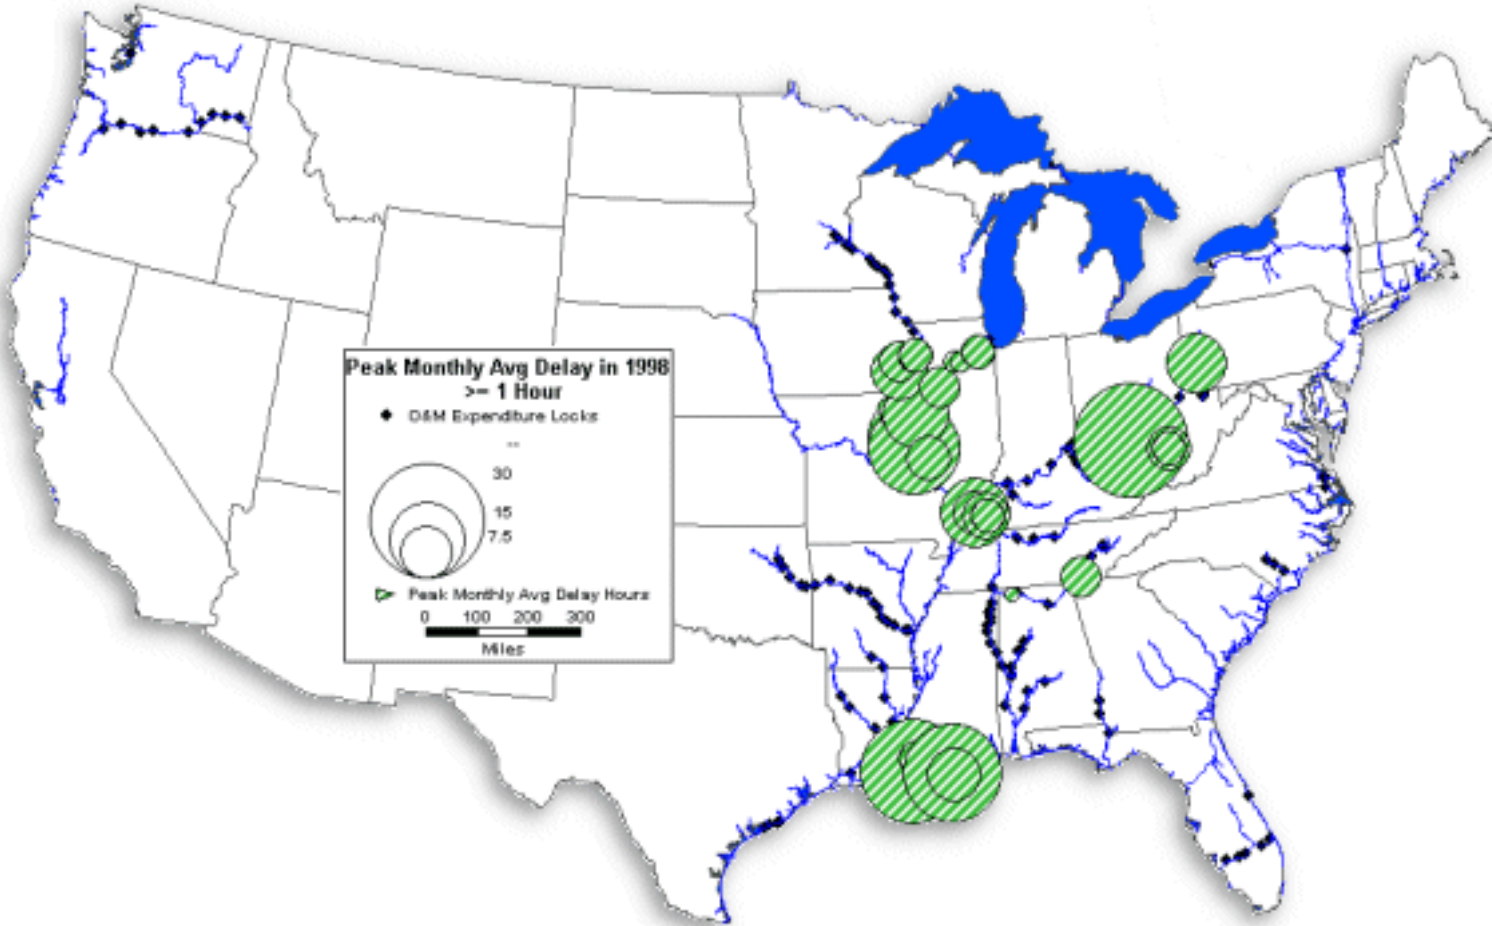 Peak Monthly Avg Delay in 1998
>= 1 Hour
O&M Expenditure Locks
--
30
15
7.5
Peak Monthly Avg Delay Hours
0 100 200 300
Miles